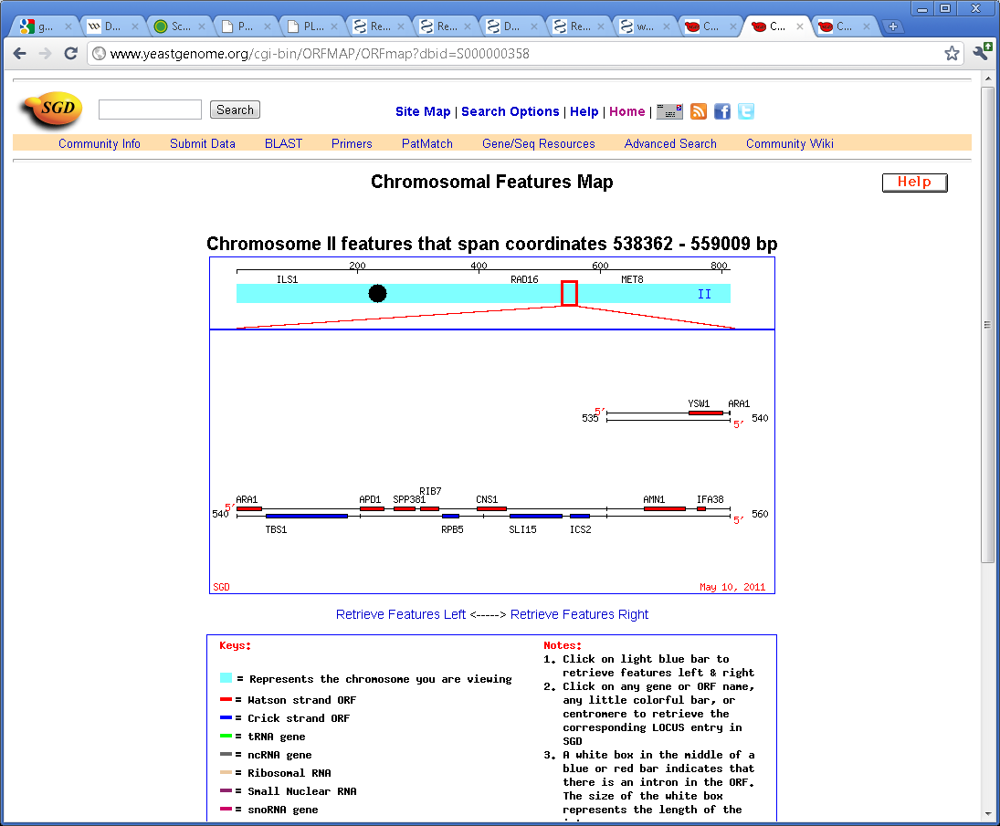 g...
D...
Sc...
P...
PL...
Re...
Re...
D...
Re...
w...
C...
C...
C...
www.yeastgenome.org/cgi-bin/ORFMAP/ORFmap?dbid=S000000358
SGD
Search
Site Map | Search Options | Help | Home |
Community Info Submit Data BLAST Primers PatMatch Gene/Seq Resources Advanced Search Community Wiki
Chromosomal Features Map
Help
Chromosome II features that span coordinates 538362 - 559009 bp
200 400 600 800
ILS1 RAD16 MET8
II
YSW1 ARA1
535 5' 5' 540
RIB7
ARA1 APD1 SPP381 CNS1 AMN1 IFA38
540 5' 5' 560
TBS1 RPB5 SLI15 ICS2
SGD May 10, 2011
Retrieve Features Left <-----> Retrieve Features Right
Keys:
= Represents the chromosome you are viewing
= Watson strand ORF
= Crick strand ORF
= tRNA gene
= ncRNA gene
= Ribosomal RNA
= Small Nuclear RNA
= snoRNA gene
Notes:
1. Click on light blue bar to
retrieve features left & right
2. Click on any gene or ORF name,
any little colorful bar, or
centromere to retrieve the
corresponding LOCUS entry in
SGD
3. A white box in the middle of a
blue or red bar indicates that
there is an intron in the ORF.
The size of the white box
represents the length of the